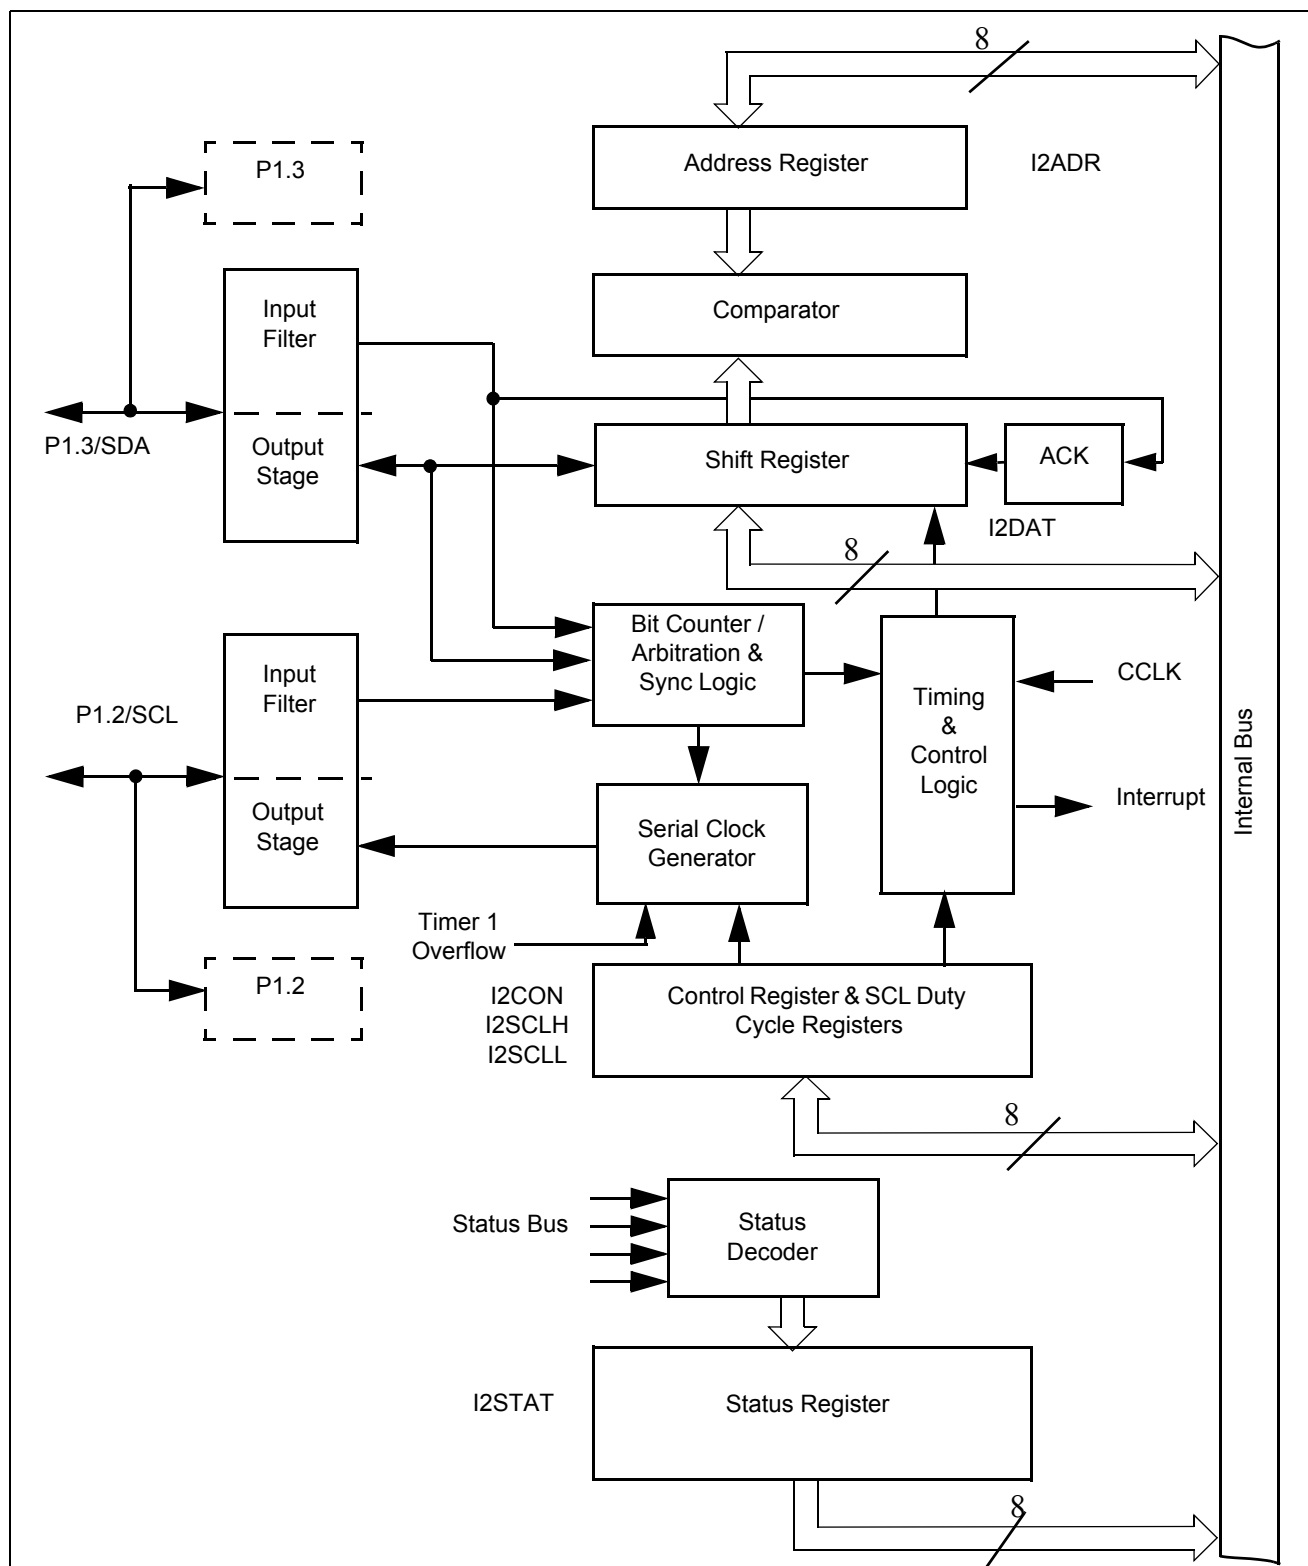 8
P1.3
Address Register
I2ADR
Input
Filter
Comparator
P1.3/SDA
Output
Stage
Shift Register
ACK
I2DAT
8
Bit Counter /
Arbitration &
Sync Logic
Input
Filter
CCLK
P1.2/SCL
Timing
&
Control
Logic
Internal Bus
Interrupt
Output
Stage
Serial Clock
Generator
Timer 1
Overflow
P1.2
I2CON
I2SCLH
I2SCLL
Control Register & SCL Duty
Cycle Registers
8
Status Bus
Status
Decoder
I2STAT
Status Register
8